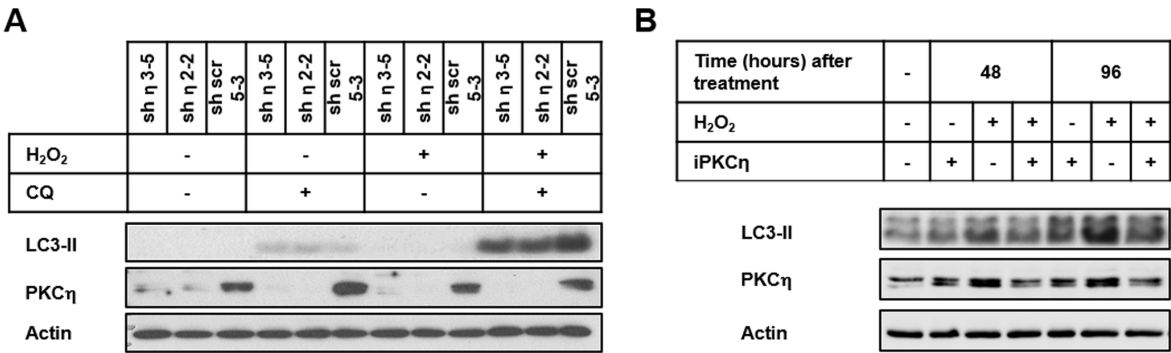 A
sh η 3-5 sh η 2-2 sh scr 5-3 sh η 3-5 sh η 2-2 sh scr 5-3 sh η 3-5 sh η 2-2 sh scr 5-3 sh η 3-5 sh η 2-2 sh scr 5-3
H₂O₂ - - + +
CQ - + - +
LC3-II
PKCη
Actin
B
Time (hours) after
treatment
- 48 96
H₂O₂ - - + + - + +
iPKCη - + - + + - +
LC3-II
PKCη
Actin